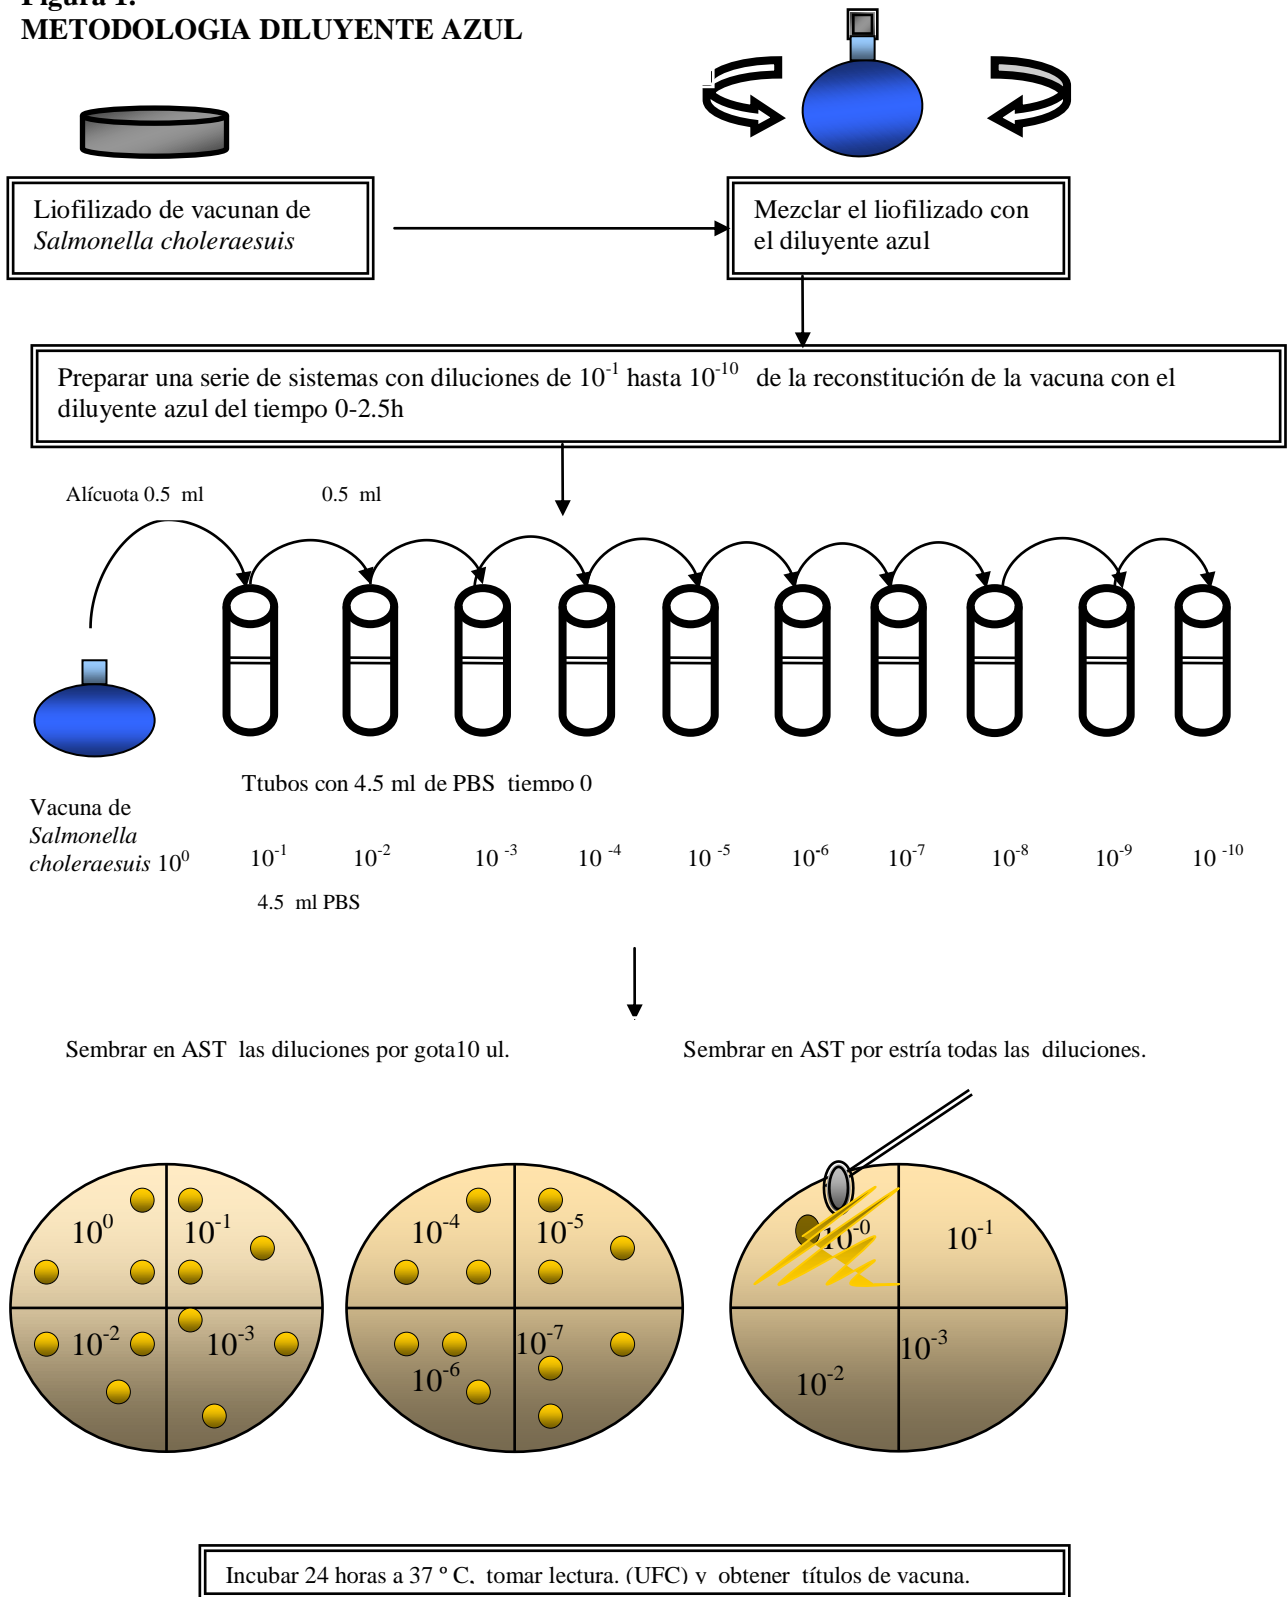 Figura 1.
METODOLOGIA DILUYENTE AZUL
Liofilizado de vacunan de
Salmonella choleraesuis
Mezclar el liofilizado con
el diluyente azul
Preparar una serie de sistemas con diluciones de 10⁻¹ hasta 10⁻¹⁰ de la reconstitución de la vacuna con el
diluyente azul del tiempo 0-2.5h
Alícuota 0.5 ml 0.5 ml
Ttubos con 4.5 ml de PBS tiempo 0
Vacuna de
Salmonella
choleraesuis 10⁰ 10⁻¹ 10⁻² 10⁻³ 10⁻⁴ 10⁻⁵ 10⁻⁶ 10⁻⁷ 10⁻⁸ 10⁻⁹ 10⁻¹⁰
4.5 ml PBS
Sembrar en AST las diluciones por gota10 ul. Sembrar en AST por estría todas las diluciones.
10⁰ 10⁻¹ 10⁻⁴ 10⁻⁵ 10⁻⁰ 10⁻¹
10⁻² 10⁻³ 10⁻⁶ 10⁻⁷ 10⁻² 10⁻³
Incubar 24 horas a 37 º C, tomar lectura. (UFC) y obtener títulos de vacuna.